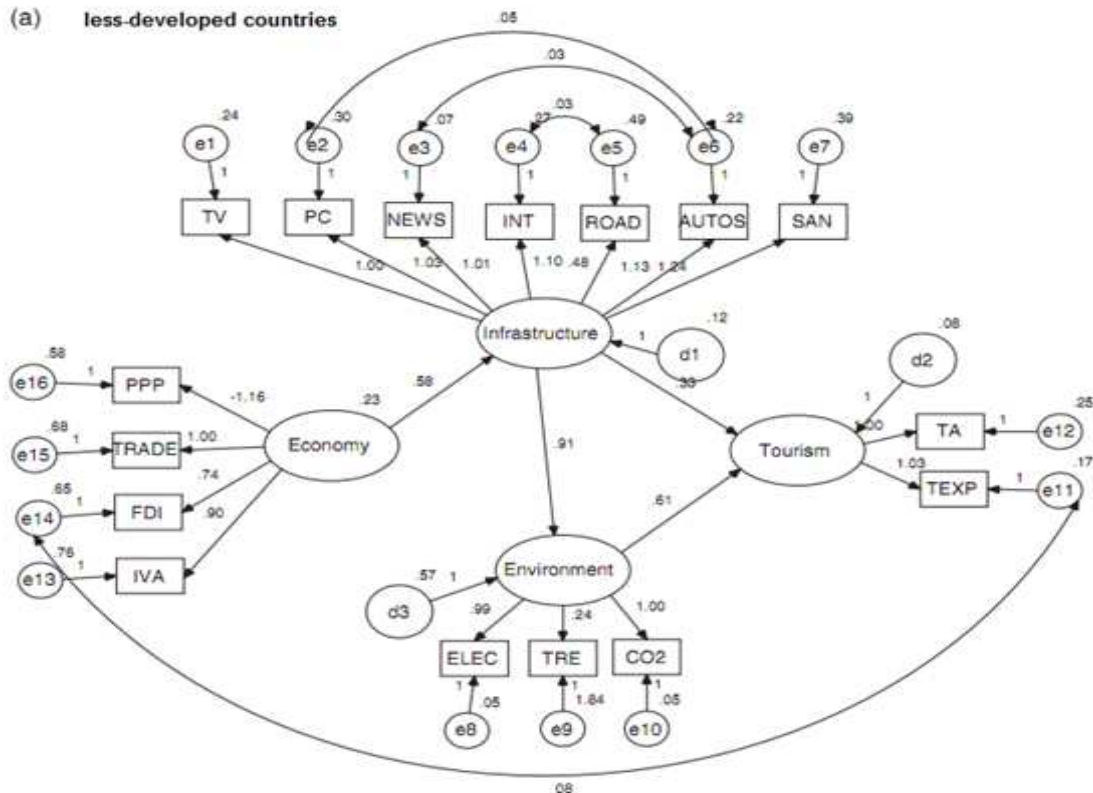 (a) less-developed countries
.05
.03
.24 .30 .07 .27 .03 .49 .22 .39
e1 e2 e3 e4 e5 e6 e7
1 1 1 1 1 1 1
TV PC NEWS INT ROAD AUTOS SAN
1.00 1.03 1.01 1.10 .48 1.13 1.24
Infrastructure
.12
1 d1
.08
d2
1
.58
e16 1 PPP
-1.16
.58
.33
.23
Economy
.68
e15 1 TRADE 1.00
.74
.65
e14 1 FDI
.90
.76
e13 1 IVA
.91
Tourism
.00
TA 1 e12 .25
1.03
TEXP 1 e11 .17
.61
Environment
.57
d3 1
.99 .24 1.00
ELEC TRE CO2
1 1 1
.05 1.84 .05
e8 e9 e10
.08